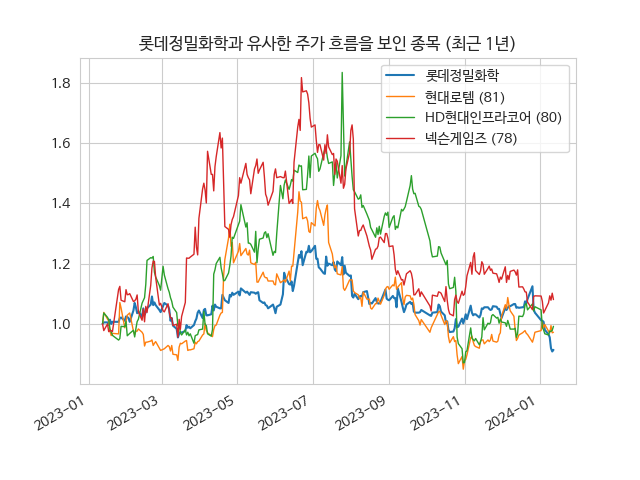 롯데정밀화학과 유사한 주가 흐름을 보인 종목 (최근 1년)
롯데정밀화학
현대로템 (81)
HD현대인프라코어 (80)
넥슨게임즈 (78)
1.8
1.6
1.4
1.2
1.0
2023-01
2023-03
2023-05
2023-07
2023-09
2023-11
2024-01